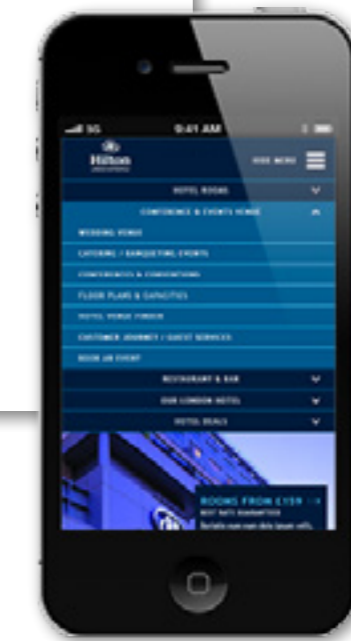 3G 9:41 AM
Hilton
HIDE MENU
HOTEL ROOMS
CONFERENCE & EVENTS VENUE
WEDDING VENUE
CATERING / BANQUETING EVENTS
CONFERENCES & CONVENTIONS
FLOOR PLANS & CAPACITIES
HOTEL VENUE FINDER
CUSTOMER JOURNEY / GUEST SERVICES
BOOK AN EVENT
RESTAURANT & BAR
OUR LONDON HOTEL
HOTEL DEALS
ROOMS FROM £159
BEST RATE GUARANTEED